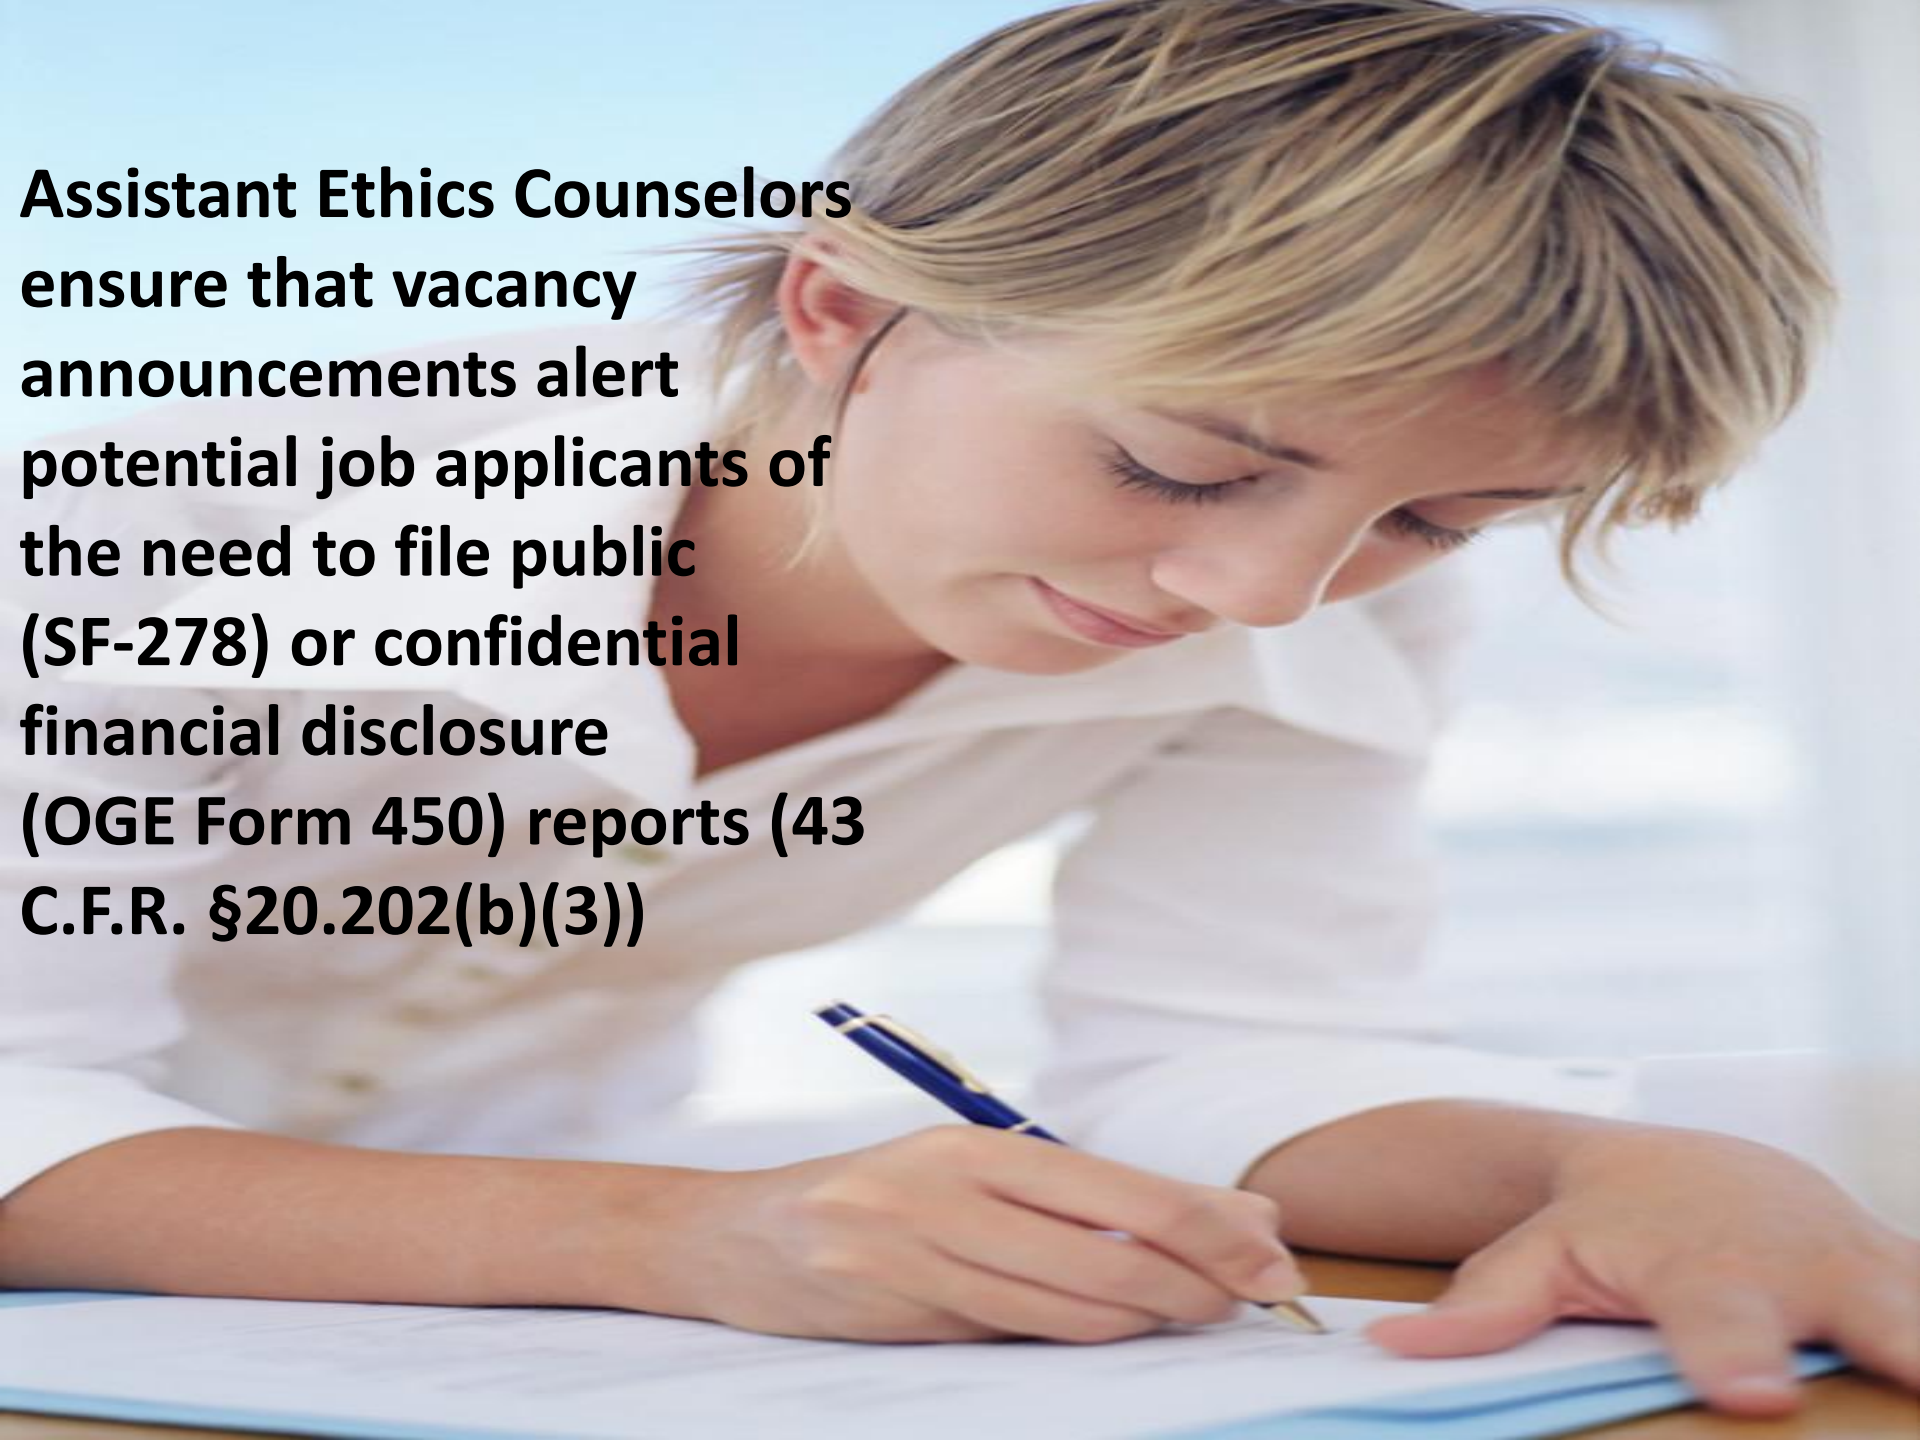 Assistant Ethics Counselors
ensure that vacancy
announcements alert
potential job applicants of
the need to file public
(SF-278) or confidential
financial disclosure
(OGE Form 450) reports (43
C.F.R. §20.202(b)(3))